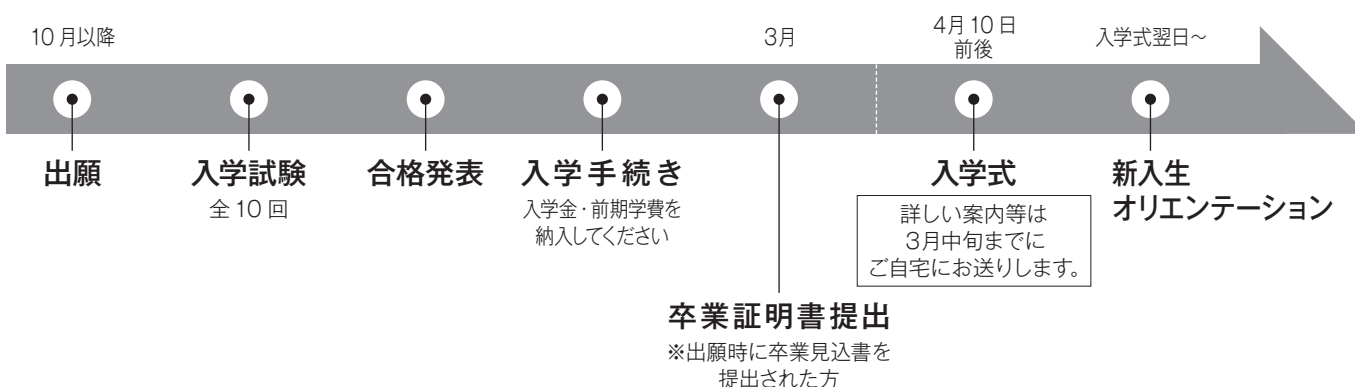 10月以降
3月
4月10日
前後
入学式翌日～
出願
入学試験
全10回
合格発表
入学手続き
入学金・前期学費を
納入してください
入学式
詳しい案内等は
3月中旬までに
ご自宅にお送りします。
新入生
オリエンテーション
卒業証明書提出
※出願時に卒業見込書を
提出された方